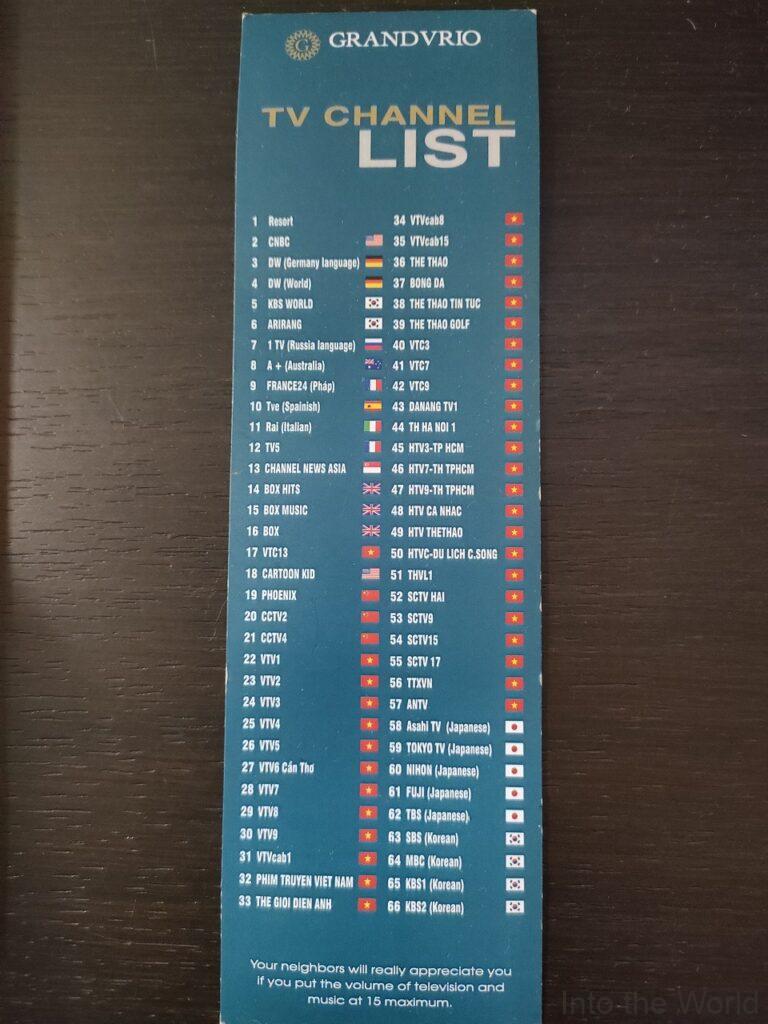 GRANDVRIO
TV CHANNEL
LIST
1 Resort
2 CNBC
3 DW (Germany language)
4 DW (World)
5 KBS WORLD
6 ARIRANG
7 1 TV (Russia language)
8 A + (Australia)
9 FRANCE24 (Pháp)
10 Tve (Spainish)
11 Rai (Italian)
12 TV5
13 CHANNEL NEWS ASIA
14 BOX HITS
15 BOX MUSIC
16 BOX
17 VTC13
18 CARTOON KID
19 PHOENIX
20 CCTV2
21 CCTV4
22 VTV1
23 VTV2
24 VTV3
25 VTV4
26 VTV5
27 VTV6 Cần Thơ
28 VTV7
29 VTV8
30 VTV9
31 VTVcab1
32 PHIM TRUYEN VIET NAM
33 THE GIOI DIEN ANH
34 VTVcab8
35 VTVcab15
36 THE THAO
37 BONG DA
38 THE THAO TIN TUC
39 THE THAO GOLF
40 VTC3
41 VTC7
42 VTC9
43 DANANG TV1
44 TH HA NOI 1
45 HTV3-TP HCM
46 HTV7-TH TPHCM
47 HTV9-TH TPHCM
48 HTV CA NHAC
49 HTV THETHAO
50 HTVC-DU LICH C.SONG
51 THVL1
52 SCTV HAI
53 SCTV9
54 SCTV15
55 SCTV 17
56 TTXVN
57 ANTV
58 Asahi TV (Japanese)
59 TOKYO TV (Japanese)
60 NIHON (Japanese)
61 FUJI (Japanese)
62 TBS (Japanese)
63 SBS (Korean)
64 MBC (Korean)
65 KBS1 (Korean)
66 KBS2 (Korean)
Your neighbors will really appreciate you
if you put the volume of television and
music at 15 maximum.
Into the World